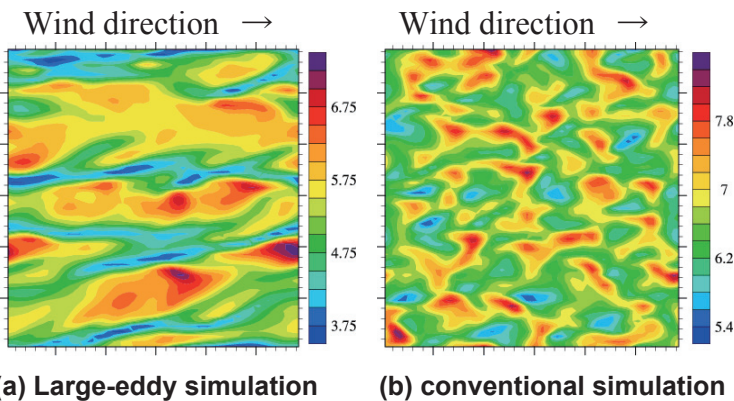 Wind direction →
Wind direction →
6.75
5.75
4.75
3.75
7.8
7
6.2
5.4
(a) Large-eddy simulation
(b) conventional simulation